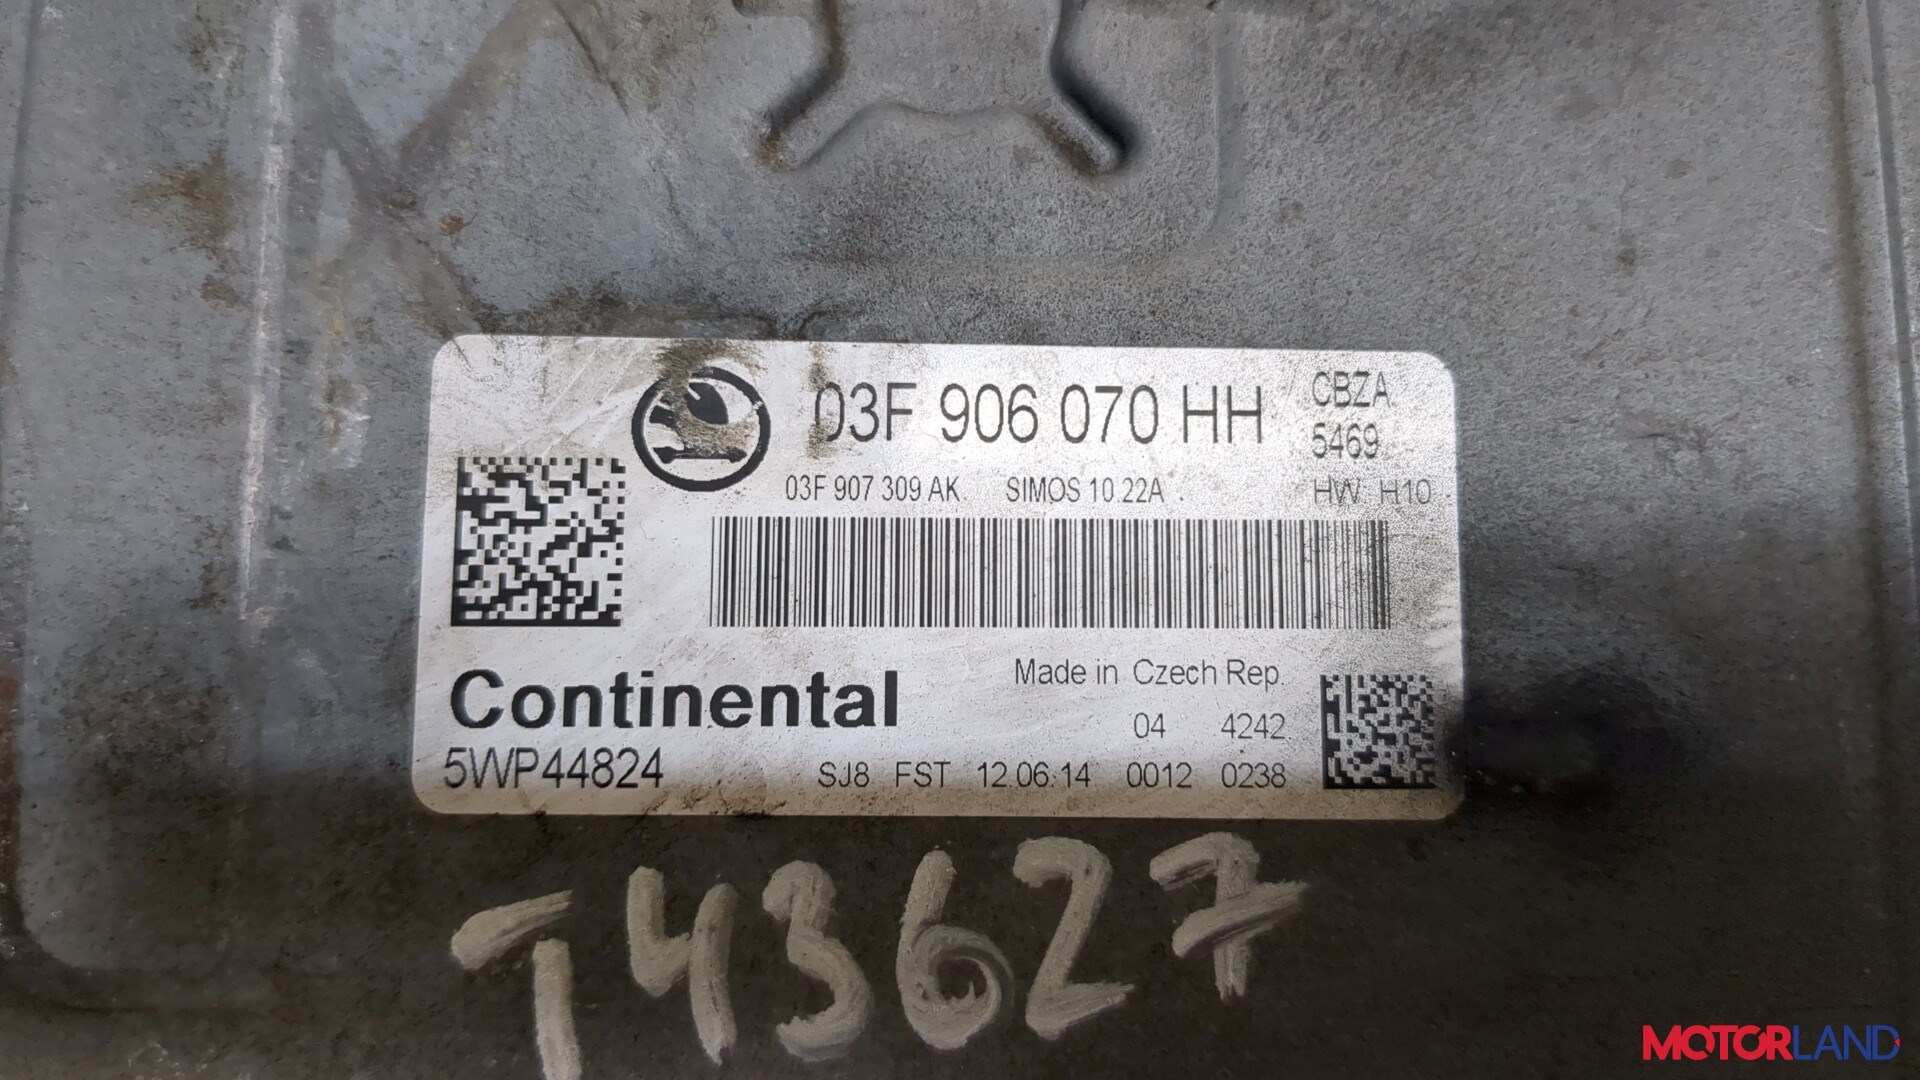 03F 906 070 HH
CBZA
5469
03F 907 309 AK SIMOS 10.22A
HW H10
Continental
Made in Czech Rep.
04 4242
5WP44824
SJ8 FST 12.06.14 0012 0238
T43627
MOTORLAND